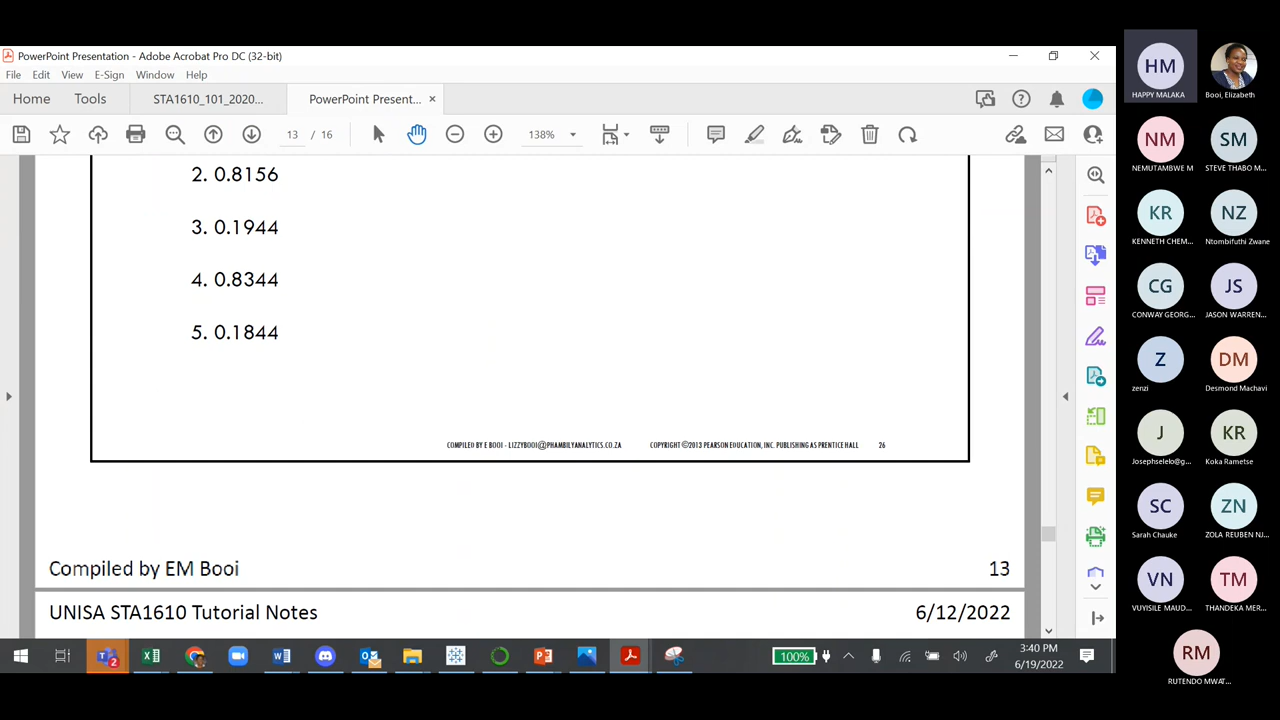 PowerPoint Presentation - Adobe Acrobat Pro DC (32-bit)
File Edit View E-Sign Window Help
Home Tools STA1610_101_2020... PowerPoint Present... ×
13 / 16 138%
2. 0.8156
3. 0.1944
4. 0.8344
5. 0.1844
COMPILED BY E BOOI - LIZZYBOOI@PHAMBILYANALYTICS.CO.ZA COPYRIGHT ©2013 PEARSON EDUCATION, INC. PUBLISHING AS PRENTICE HALL 26
Compiled by EM Booi 13
UNISA STA1610 Tutorial Notes 6/12/2022
100% 3:40 PM
6/19/2022
HM
HAPPY MALAKA Booi, Elizabeth
NM SM
NEMUTAMBWE M STEVE THABO M...
KR NZ
KENNETH CHEM... Ntombifuthi Zwane
CG JS
CONWAY GEORG... JASON WARREN...
Z DM
zenzi Desmond Machavi
J KR
Josephselelo@g... Koka Rametse
SC ZN
Sarah Chauke ZOLA REUBEN NJ...
VN TM
VUYISILE MAUD... THANDEKA MER...
RM
RUTENDO MWAT...